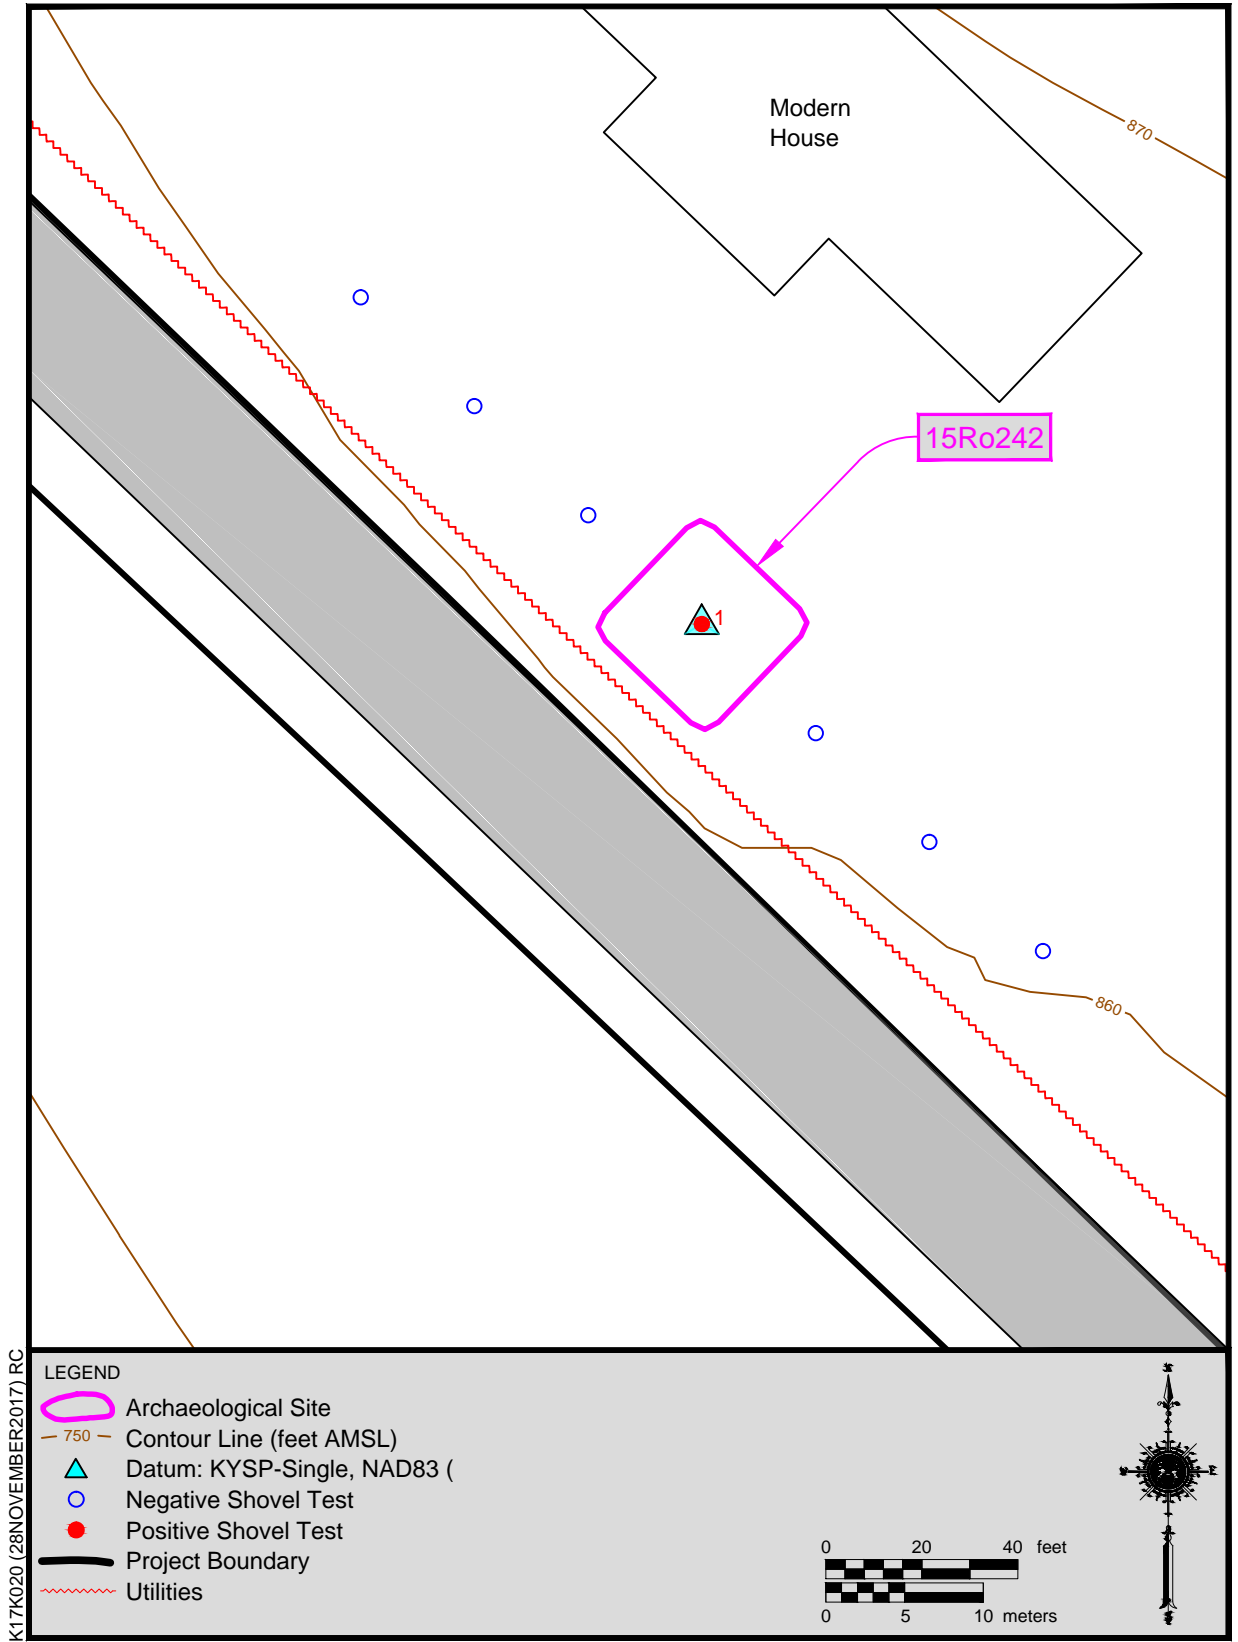 Modern
House
870
15Ro242
1
860
LEGEND
Archaeological Site
750
Contour Line (feet AMSL)
Datum: KYSP-Single, NAD83 (
Negative Shovel Test
Positive Shovel Test
Project Boundary
Utilities
0 20 40 feet
0 5 10 meters
K17K020 (28NOVEMBER2017) RC